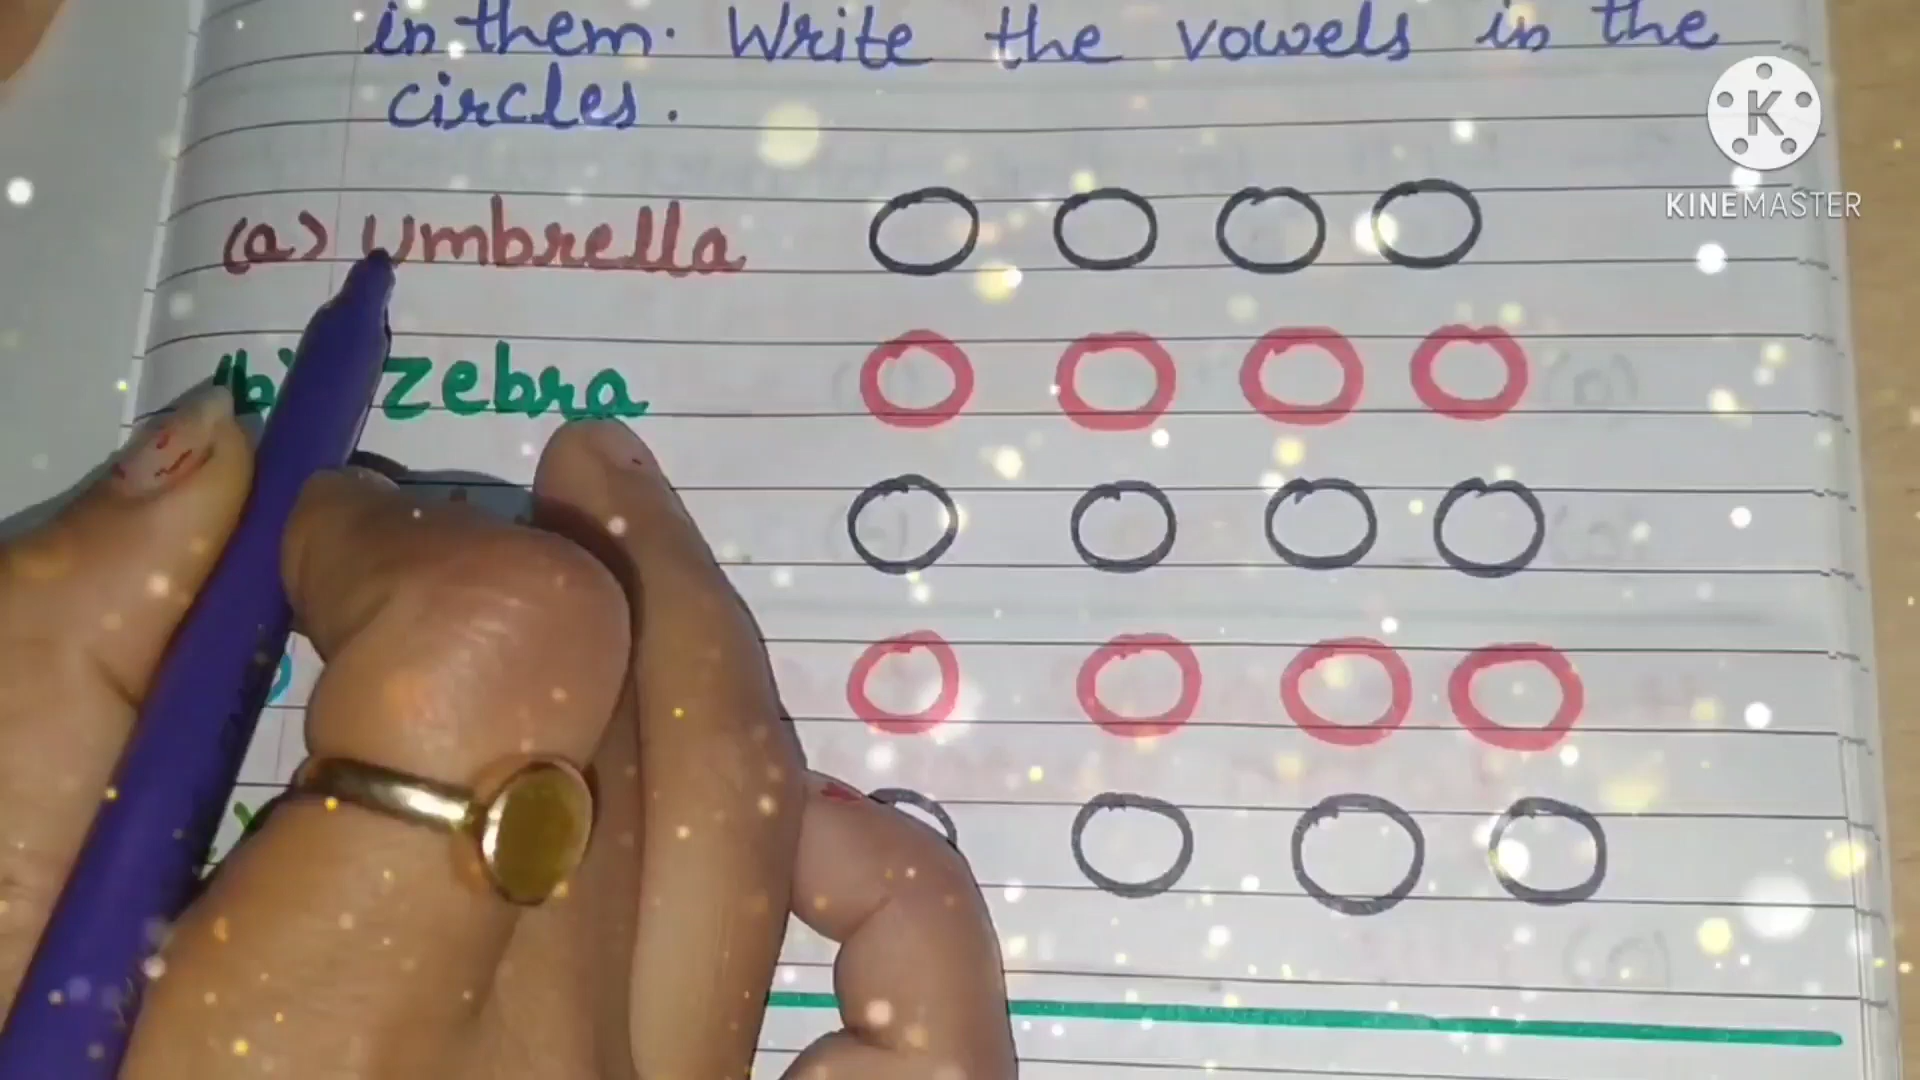 in them. Write the vowels in the
circles.
(a) Umbrella
(b) Zebra
K
KINEMASTER